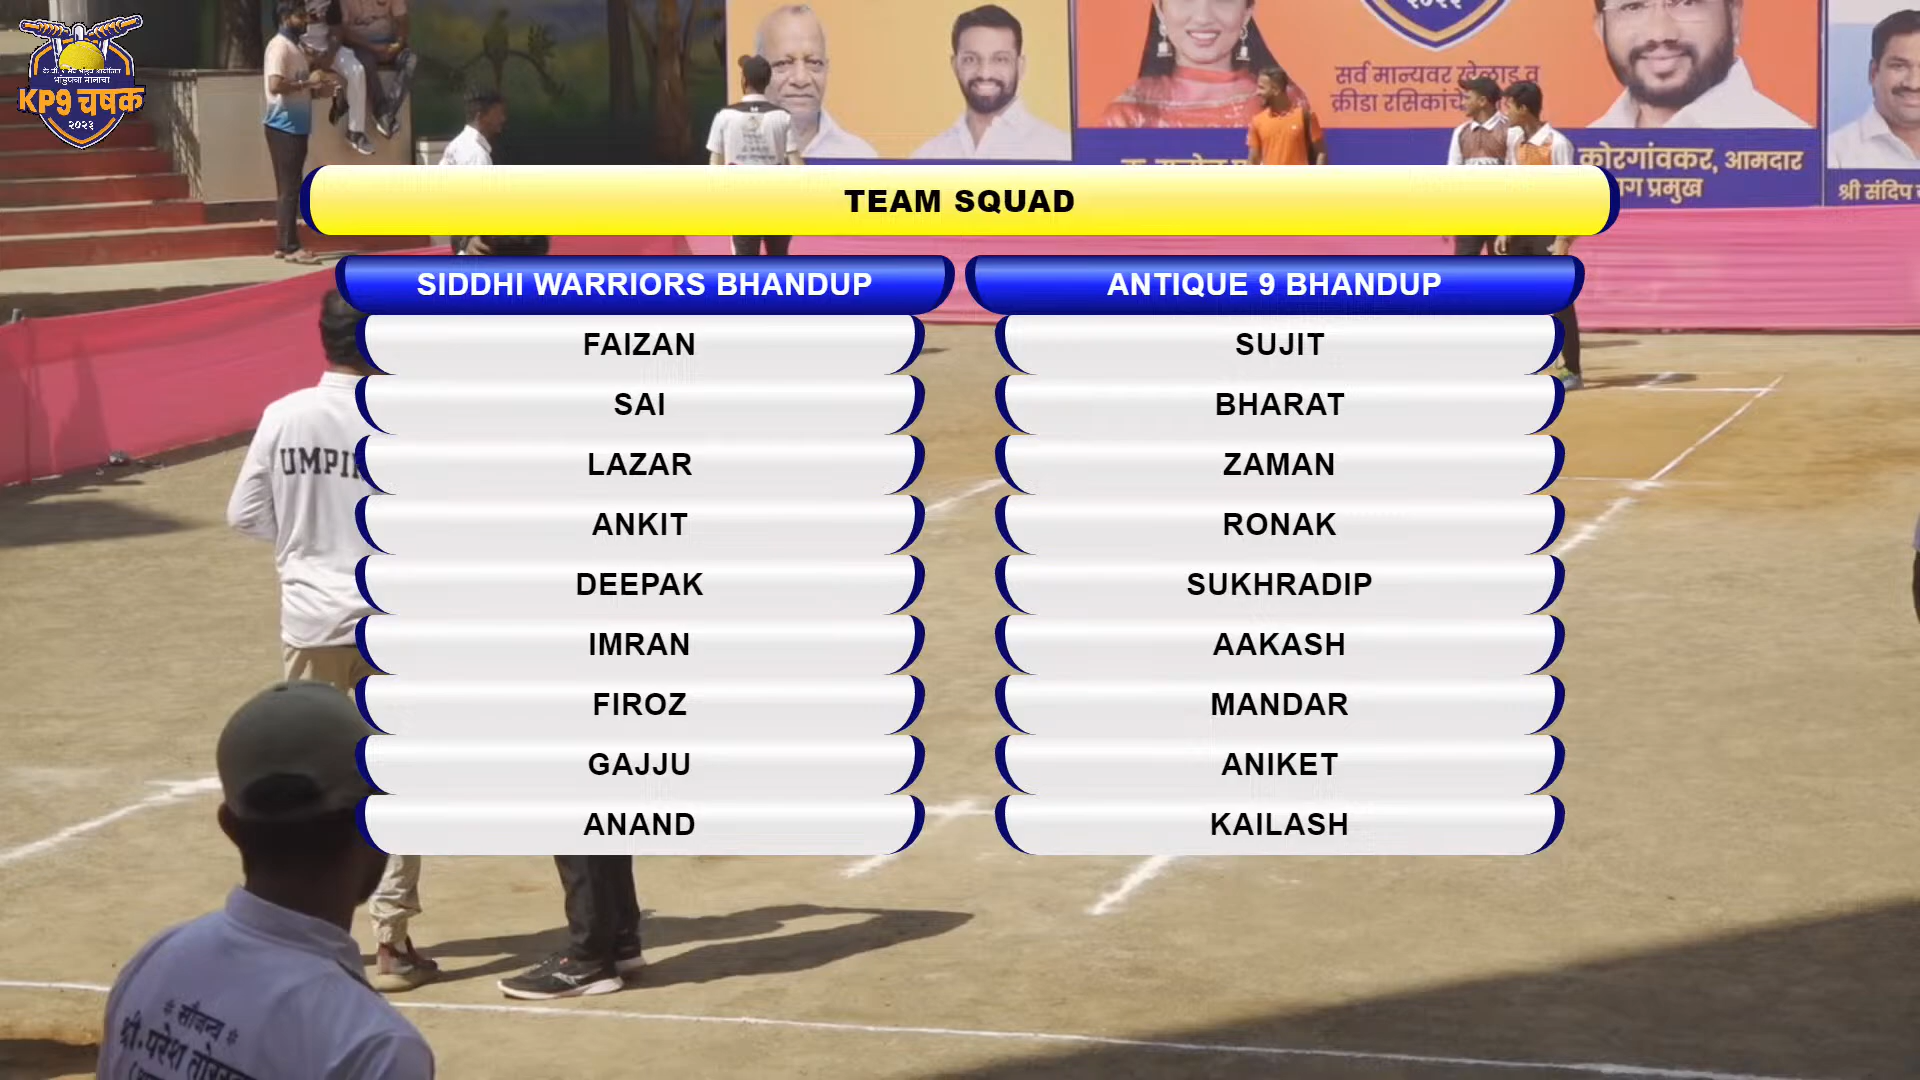 भांडुपचा मानाचा
KP9 चषक
२०२३
२०२३
सर्व मान्यवर खेळाडू व
क्रीडा रसिकांचे
कोरगांवकर, आमदार
प्रमुख
श्री संदिप
TEAM SQUAD
SIDDHI WARRIORS BHANDUP
ANTIQUE 9 BHANDUP
FAIZAN
SUJIT
SAI
BHARAT
LAZAR
ZAMAN
ANKIT
RONAK
DEEPAK
SUKHRADIP
IMRAN
AAKASH
FIROZ
MANDAR
GAJJU
ANIKET
ANAND
KAILASH
सौजन्य
श्री. परेश